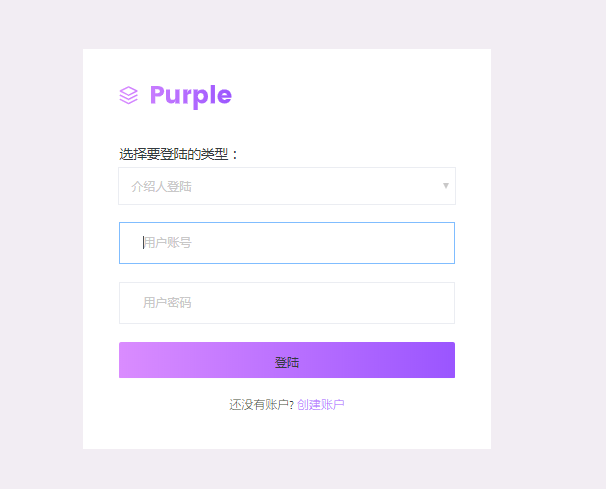 Purple
选择要登陆的类型：
介绍人登陆
用户账号
用户密码
登陆
还没有账户? 创建账户